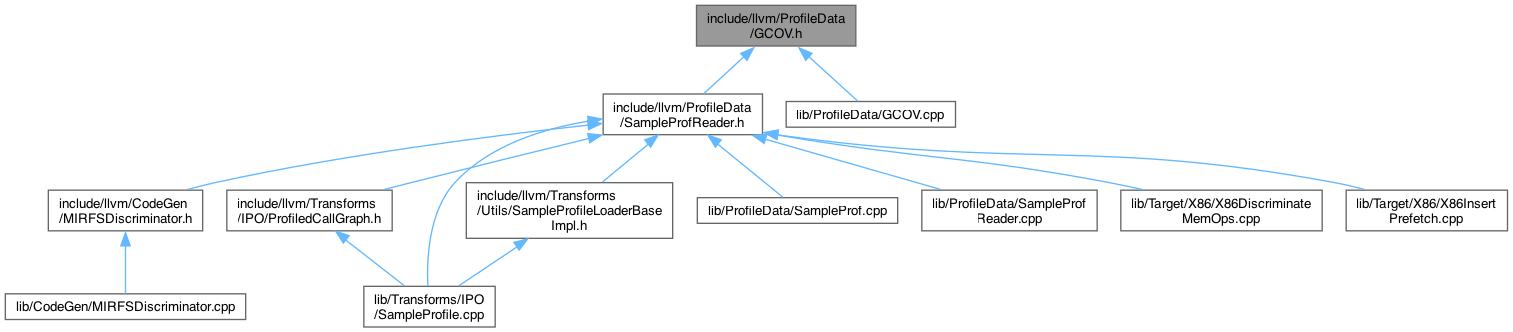 include/llvm/ProfileData
/GCOV.h
include/llvm/ProfileData
/SampleProfReader.h
lib/ProfileData/GCOV.cpp
include/llvm/CodeGen
/MIRFSDiscriminator.h
include/llvm/Transforms
/IPO/ProfiledCallGraph.h
include/llvm/Transforms
/Utils/SampleProfileLoaderBase
Impl.h
lib/ProfileData/SampleProf.cpp
lib/ProfileData/SampleProf
Reader.cpp
lib/Target/X86/X86Discriminate
MemOps.cpp
lib/Target/X86/X86Insert
Prefetch.cpp
lib/CodeGen/MIRFSDiscriminator.cpp
lib/Transforms/IPO
/SampleProfile.cpp